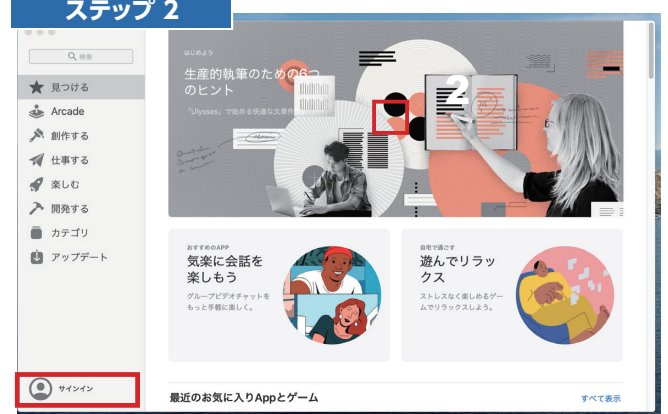 ステップ 2
検索
見つける
Arcade
創作する
仕事する
楽しむ
開発する
カテゴリ
アップデート
サインイン
はじめよう
生産的執筆のための6つ
のヒント
「Ulysses」で始める快適な文章作
2
おすすめのAPP
気楽に会話を
楽しもう
グループビデオチャットを
もっと手軽に楽しく。
自宅で過ごす
遊んでリラッ
クス
ストレスなく楽しめるゲー
ムでリラックスしよう。
最近のお気に入りAppとゲーム
すべて表示